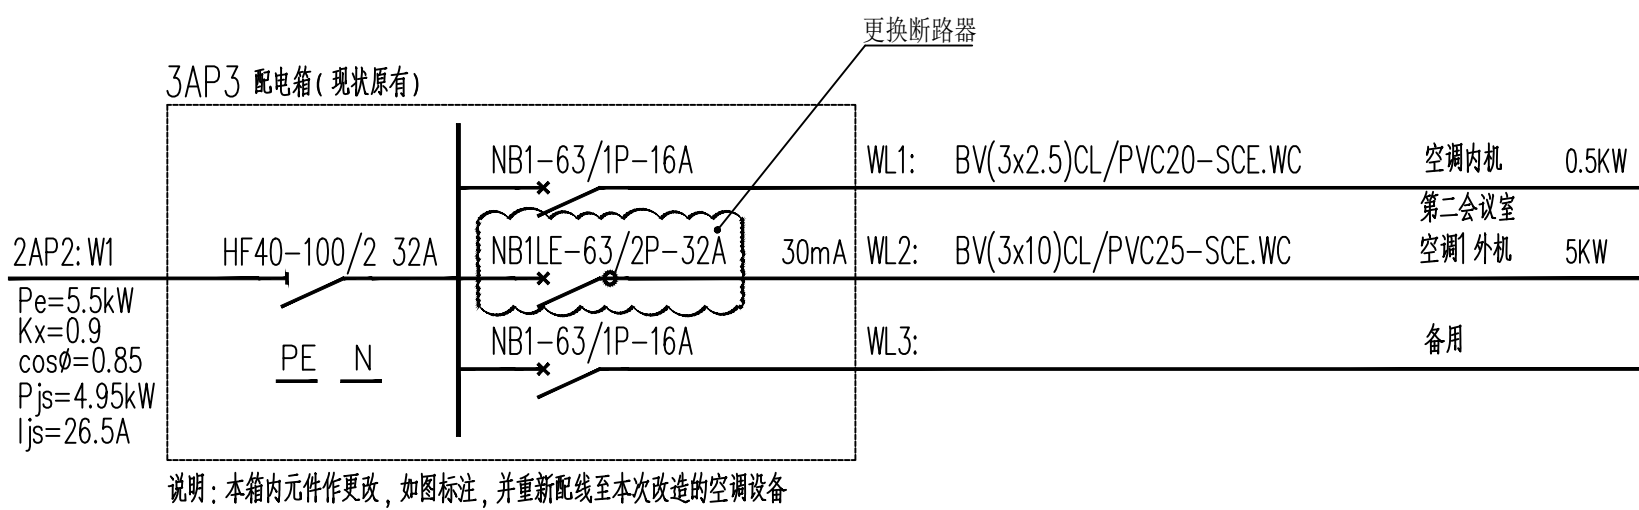 更换断路器
3AP3 配电箱(现状原有)
NB1-63/1P-16A WL1: BV(3x2.5)CL/PVC20-SCE.WC 空调内机 0.5KW
第二会议室
2AP2:W1 HF40-100/2 32A NB1LE-63/2P-32A 30mA WL2: BV(3x10)CL/PVC25-SCE.WC 空调1外机 5KW
Pe=5.5kW
Kx=0.9
NB1-63/1P-16A WL3: 备用
cosø=0.85
PE N
Pjs=4.95kW
Ijs=26.5A
说明:本箱内元件作更改,如图标注,并重新配线至本次改造的空调设备